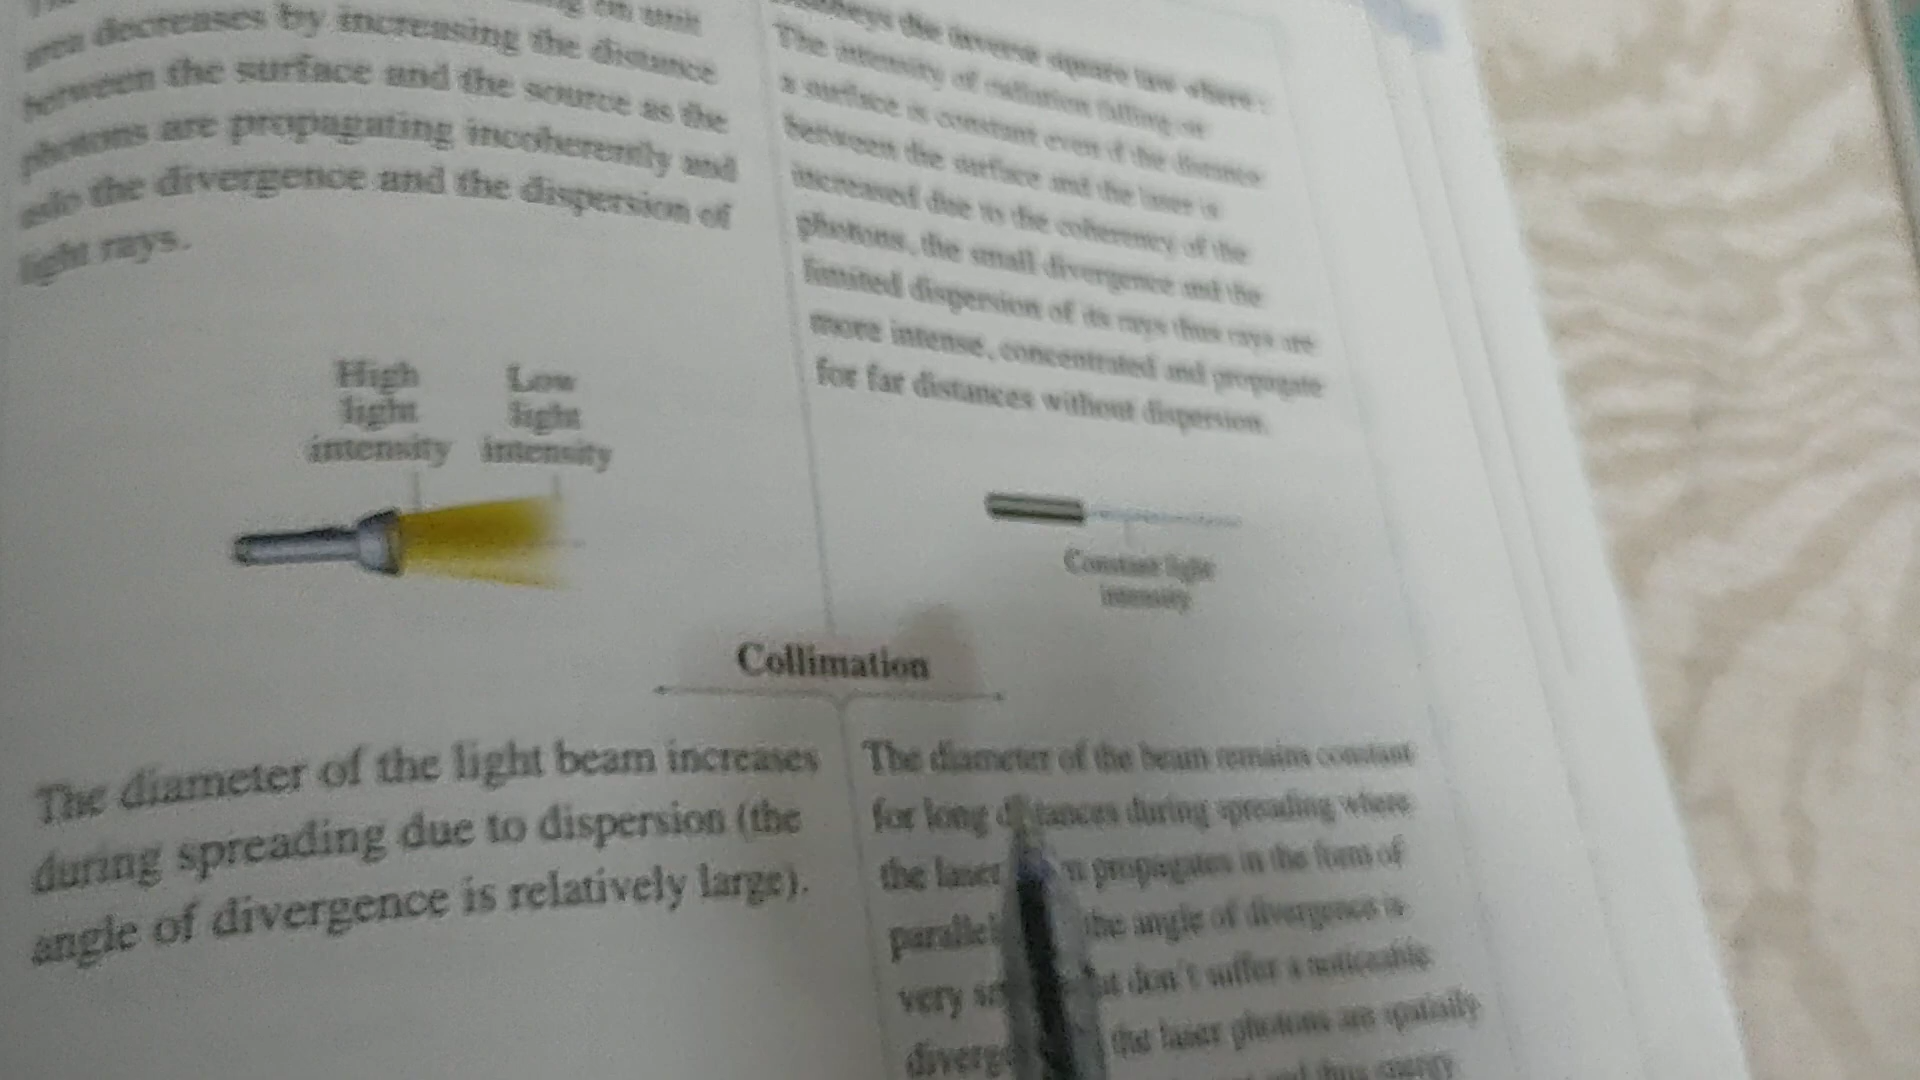 area decreases by increasing the distance
between the surface and the source as the
photons are propagating incoherently and
aslo the divergence and the dispersion of
light rays.
High
light
intensity
Low
light
intensity
obeys the inverse square law where :
The intensity of radiation falling on
a surface is constant even if the distance
between the surface and the laser is
increased due to the coherency of the
photons, the small divergence and the
limited dispersion of its rays thus rays are
more intense, concentrated and propagate
for far distances without dispersion.
Constant light
intensity
Collimation
The diameter of the light beam increases
during spreading due to dispersion (the
angle of divergence is relatively large).
The diameter of the beam remains constant
for long distances during spreading where
the laser propagates in the form of
parallel the angle of divergence is
very don't suffer a noticeable
the laser photons are spatially
and thus energy